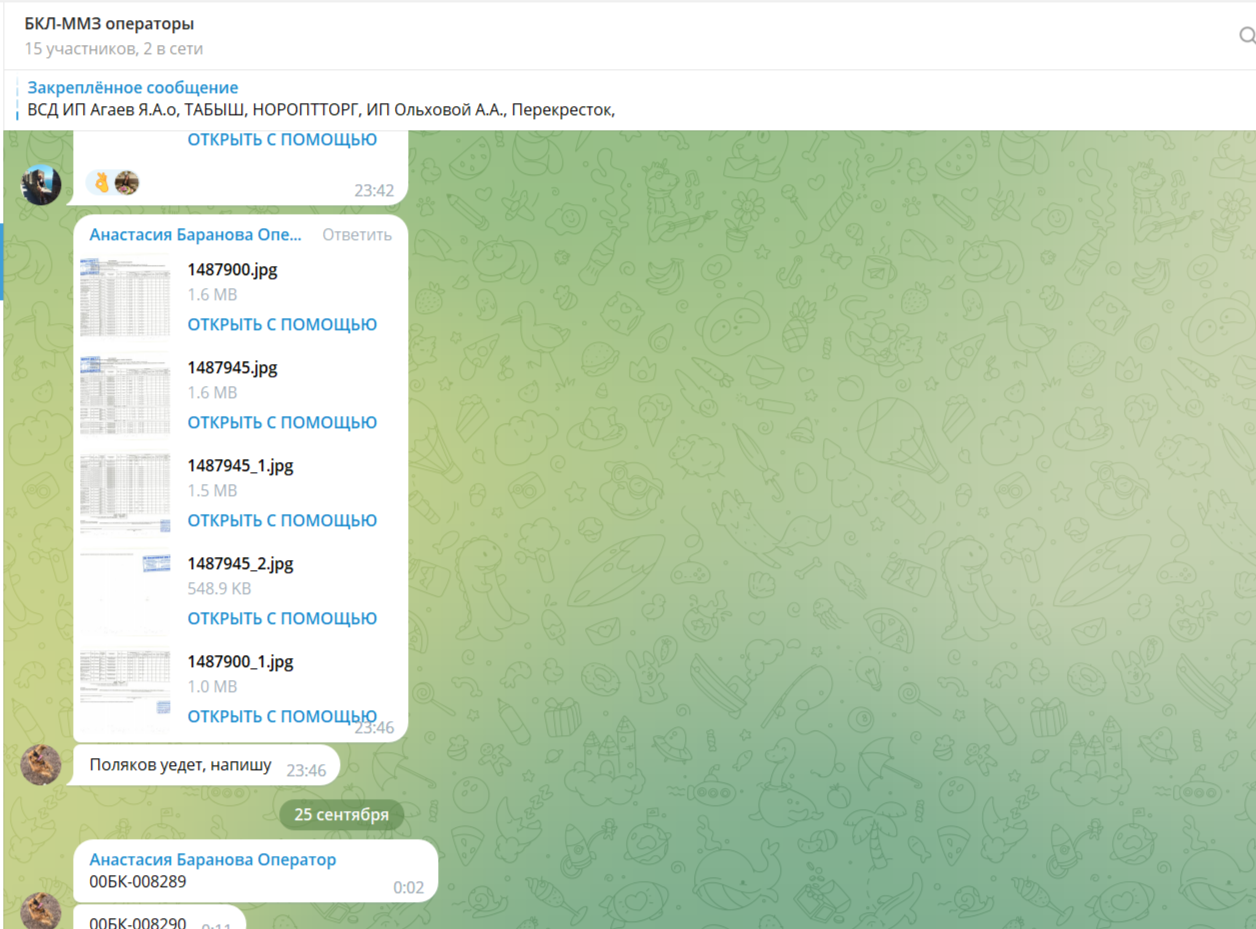 БКЛ-ММЗ операторы
15 участников, 2 в сети
Закреплённое сообщение
ВСД ИП Агаев Я.А.о, ТАБЫШ, НОРОПТТОРГ, ИП Ольховой А.А., Перекресток,
ОТКРЫТЬ С ПОМОЩЬЮ
23:42
Анастасия Баранова Опе... Ответить
1487900.jpg
1.6 MB
ОТКРЫТЬ С ПОМОЩЬЮ
1487945.jpg
1.6 MB
ОТКРЫТЬ С ПОМОЩЬЮ
1487945_1.jpg
1.5 MB
ОТКРЫТЬ С ПОМОЩЬЮ
1487945_2.jpg
548.9 KB
ОТКРЫТЬ С ПОМОЩЬЮ
1487900_1.jpg
1.0 MB
ОТКРЫТЬ С ПОМОЩЬЮ
23:46
Поляков уедет, напишу 23:46
25 сентября
Анастасия Баранова Оператор
00БК-008289 0:02
00БК-008290 0:11